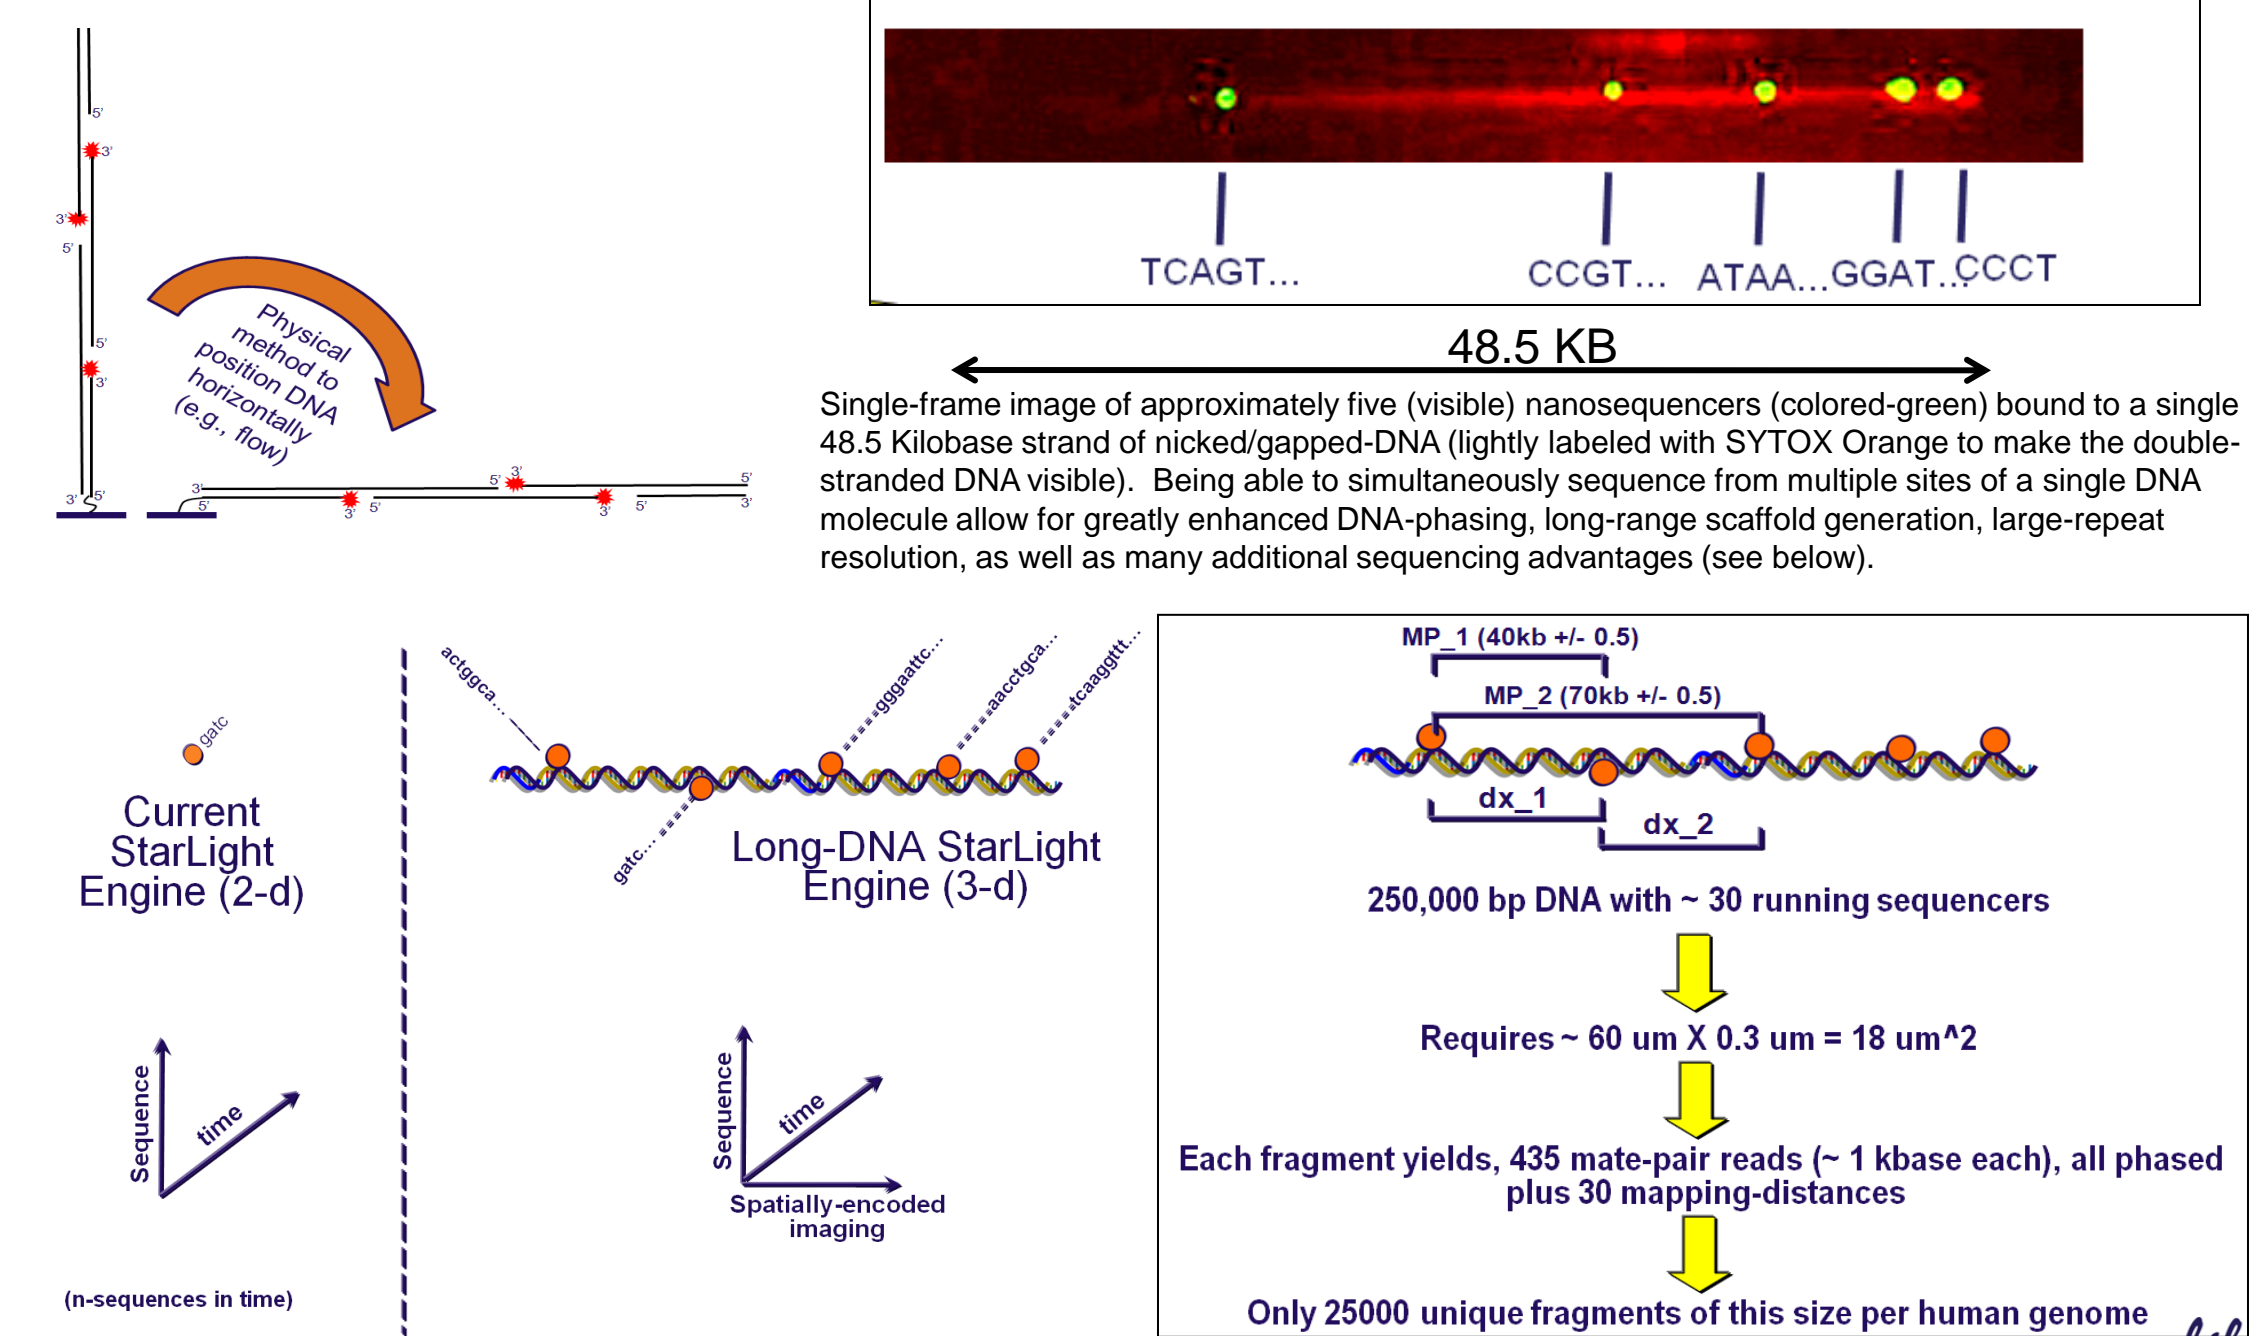 5'
3'
3'
5'
5'
3'
3'
5'
Physical
method to
position DNA
horizontally
(e.g., flow)
3'
5'
3'
5'
5'
3'
3'
5'
5'
3'
TCAGT...
CCGT...
ATAA...
GGAT...
CCCT
48.5 KB
Single-frame image of approximately five (visible) nanosequencers (colored-green) bound to a single
48.5 Kilobase strand of nicked/gapped-DNA (lightly labeled with SYTOX Orange to make the double-
stranded DNA visible).  Being able to simultaneously sequence from multiple sites of a single DNA
molecule allow for greatly enhanced DNA-phasing, long-range scaffold generation, large-repeat
resolution, as well as many additional sequencing advantages (see below).
gatc
Current
StarLight
Engine (2-d)
Sequence
time
(n-sequences in time)
actggca...
gggaattc...
aacctgca...
tcaaggttt...
gatc...
Long-DNA StarLight
Engine (3-d)
Sequence
time
Spatially-encoded
imaging
MP_1 (40kb +/- 0.5)
MP_2 (70kb +/- 0.5)
dx_1
dx_2
250,000 bp DNA with ~ 30 running sequencers
Requires ~ 60 um X 0.3 um = 18 um^2
Each fragment yields, 435 mate-pair reads (~ 1 kbase each), all phased
plus 30 mapping-distances
Only 25000 unique fragments of this size per human genome